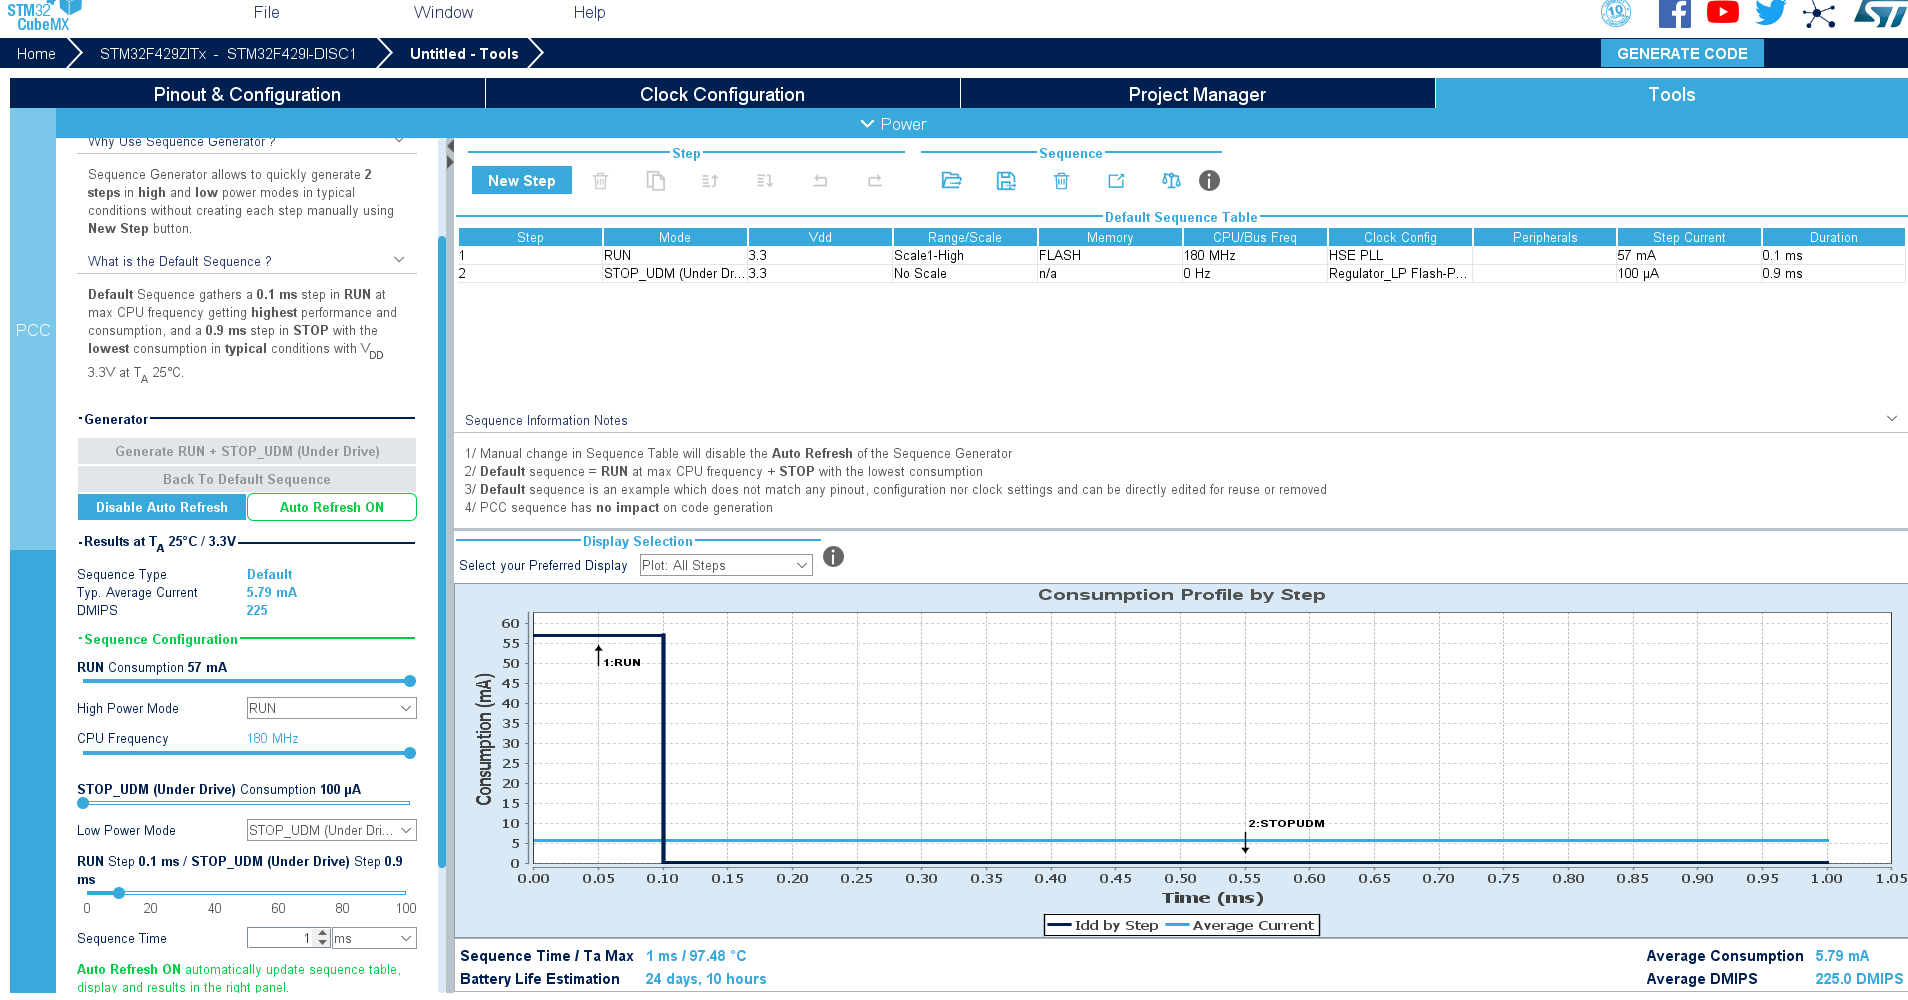 STM32
CubeMX
File
Window
Help
10
ST
Home
STM32F429ZITx - STM32F429I-DISC1
Untitled - Tools
GENERATE CODE
Pinout & Configuration
Clock Configuration
Project Manager
Tools
Power
PCC
Why Use Sequence Generator ?
Sequence Generator allows to quickly generate 2
steps in high and low power modes in typical
conditions without creating each step manually using
New Step button.
What is the Default Sequence ?
Default Sequence gathers a 0.1 ms step in RUN at
max CPU frequency getting highest performance and
consumption, and a 0.9 ms step in STOP with the
lowest consumption in typical conditions with VDD
3.3V at TA 25°C.
Generator
Generate RUN + STOP_UDM (Under Drive)
Back To Default Sequence
Disable Auto Refresh
Auto Refresh ON
Results at TA 25°C / 3.3V
Sequence Type Default
Typ. Average Current 5.79 mA
DMIPS 225
Sequence Configuration
RUN Consumption 57 mA
High Power Mode RUN
CPU Frequency 180 MHz
STOP_UDM (Under Drive) Consumption 100 µA
Low Power Mode STOP_UDM (Under Dri...
RUN Step 0.1 ms / STOP_UDM (Under Drive) Step 0.9
ms
0 20 40 60 80 100
Sequence Time 1 ms
Auto Refresh ON automatically update sequence table,
display and results in the right panel.
Step
Sequence
New Step
Default Sequence Table
Step Mode Vdd Range/Scale Memory CPU/Bus Freq Clock Config Peripherals Step Current Duration
1 RUN 3.3 Scale1-High FLASH 180 MHz HSE PLL 57 mA 0.1 ms
2 STOP_UDM (Under Dr... 3.3 No Scale n/a 0 Hz Regulator_LP Flash-P... 100 µA 0.9 ms
Sequence Information Notes
1/ Manual change in Sequence Table will disable the Auto Refresh of the Sequence Generator
2/ Default sequence = RUN at max CPU frequency + STOP with the lowest consumption
3/ Default sequence is an example which does not match any pinout, configuration nor clock settings and can be directly edited for reuse or removed
4/ PCC sequence has no impact on code generation
Display Selection
Select your Preferred Display Plot: All Steps
Consumption Profile by Step
Consumption (mA)
60
55
50
45
40
35
30
25
20
15
10
5
0
1:RUN
2:STOPUDM
0.00 0.05 0.10 0.15 0.20 0.25 0.30 0.35 0.40 0.45 0.50 0.55 0.60 0.65 0.70 0.75 0.80 0.85 0.90 0.95 1.00 1.05
Time (ms)
Idd by Step Average Current
Sequence Time / Ta Max 1 ms / 97.48 °C
Battery Life Estimation 24 days, 10 hours
Average Consumption 5.79 mA
Average DMIPS 225.0 DMIPS